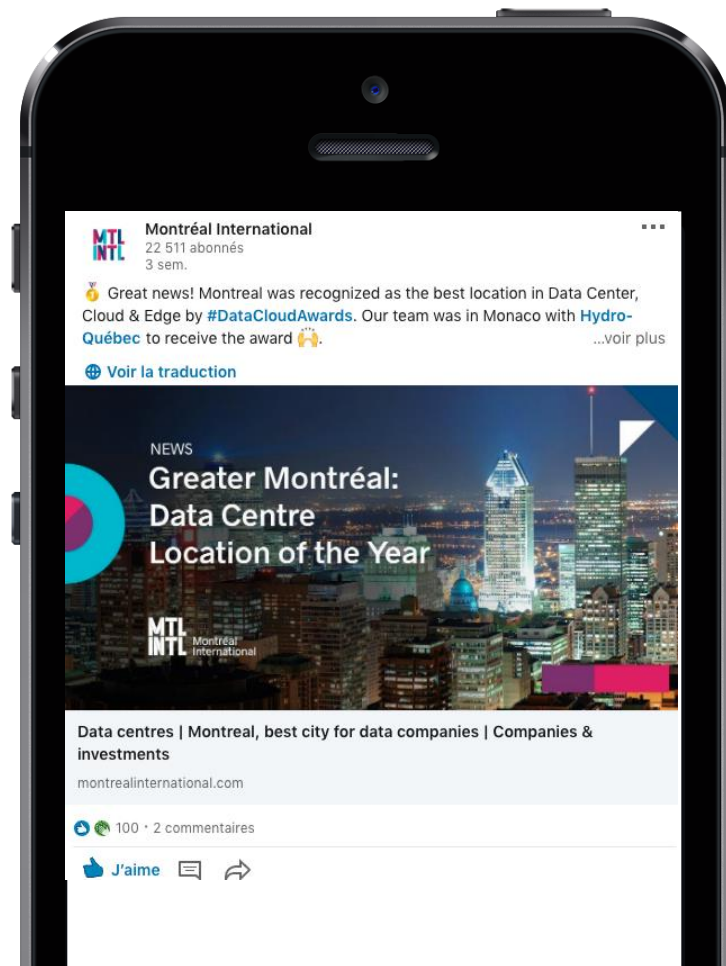 MTL
INTL
Montréal International
22 511 abonnés
3 sem.
🥇 Great news! Montreal was recognized as the best location in Data Center,
Cloud & Edge by #DataCloudAwards. Our team was in Monaco with Hydro-
Québec to receive the award 🙌.
...voir plus
Voir la traduction
NEWS
Greater Montréal:
Data Centre
Location of the Year
MTL
INTL
Montréal
International
Data centres | Montreal, best city for data companies | Companies &
investments
montrealinternational.com
100 · 2 commentaires
J'aime